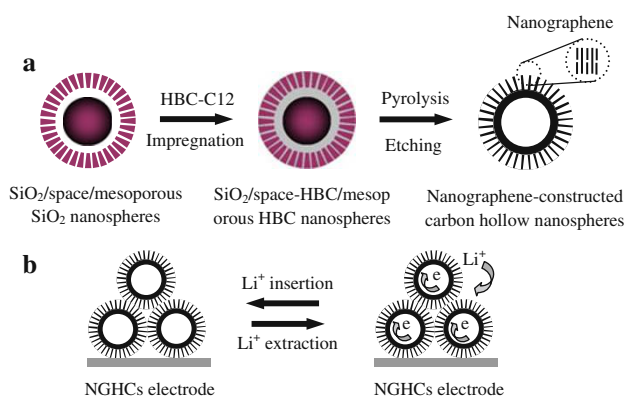 Nanographene
a
HBC-C12
Impregnation
Pyrolysis
Etching
SiO2/space/mesoporous
SiO2 nanospheres
SiO2/space-HBC/mesop
orous HBC nanospheres
Nanographene-constructed
carbon hollow nanospheres
b
Li+ insertion
Li+ extraction
Li+
e
e
e
NGHCs electrode
NGHCs electrode